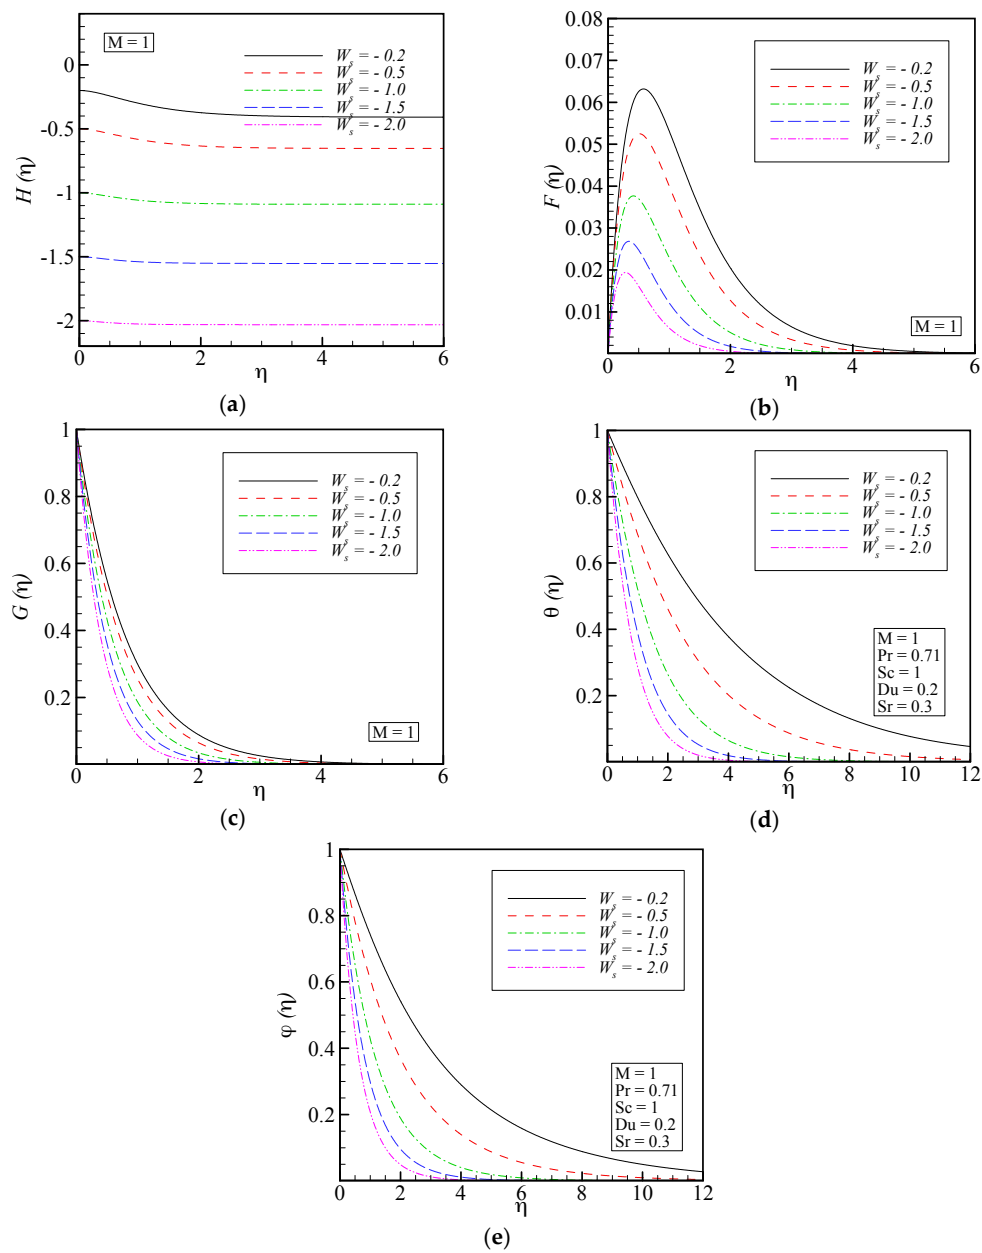 M = 1
W_s = - 0.2
W_s = - 0.5
W_s = - 1.0
W_s = - 1.5
W_s = - 2.0
0
-0.5
-1
-1.5
-2
H (η)
0 2 4 6
η
(a)
0.08
0.07
0.06
0.05
0.04
0.03
0.02
0.01
F (η)
W_s = - 0.2
W_s = - 0.5
W_s = - 1.0
W_s = - 1.5
W_s = - 2.0
M = 1
0 2 4 6
η
(b)
1
0.8
0.6
0.4
0.2
G (η)
W_s = - 0.2
W_s = - 0.5
W_s = - 1.0
W_s = - 1.5
W_s = - 2.0
M = 1
0 2 4 6
η
(c)
1
0.8
0.6
0.4
0.2
θ (η)
W_s = - 0.2
W_s = - 0.5
W_s = - 1.0
W_s = - 1.5
W_s = - 2.0
M = 1
Pr = 0.71
Sc = 1
Du = 0.2
Sr = 0.3
0 2 4 6 8 10 12
η
(d)
1
0.8
0.6
0.4
0.2
φ (η)
W_s = - 0.2
W_s = - 0.5
W_s = - 1.0
W_s = - 1.5
W_s = - 2.0
M = 1
Pr = 0.71
Sc = 1
Du = 0.2
Sr = 0.3
0 2 4 6 8 10 12
η
(e)